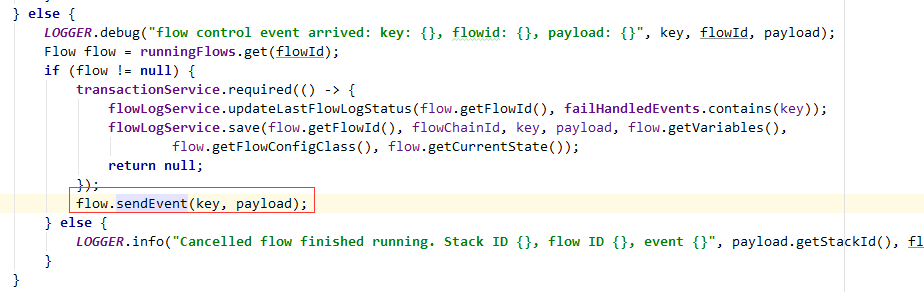 } else {
LOGGER.debug("flow control event arrived: key: {}, flowid: {}, payload: {}", key, flowId, payload);
Flow flow = runningFlows.get(flowId);
if (flow != null) {
transactionService.required(() -> {
flowLogService.updateLastFlowLogStatus(flow.getFlowId(), failHandledEvents.contains(key));
flowLogService.save(flow.getFlowId(), flowChainId, key, payload, flow.getVariables(),
flow.getFlowConfigClass(), flow.getCurrentState());
return null;
});
flow.sendEvent(key, payload);
} else {
LOGGER.info("Cancelled flow finished running. Stack ID {}, flow ID {}, event {}", payload.getStackId(), fl
}
}